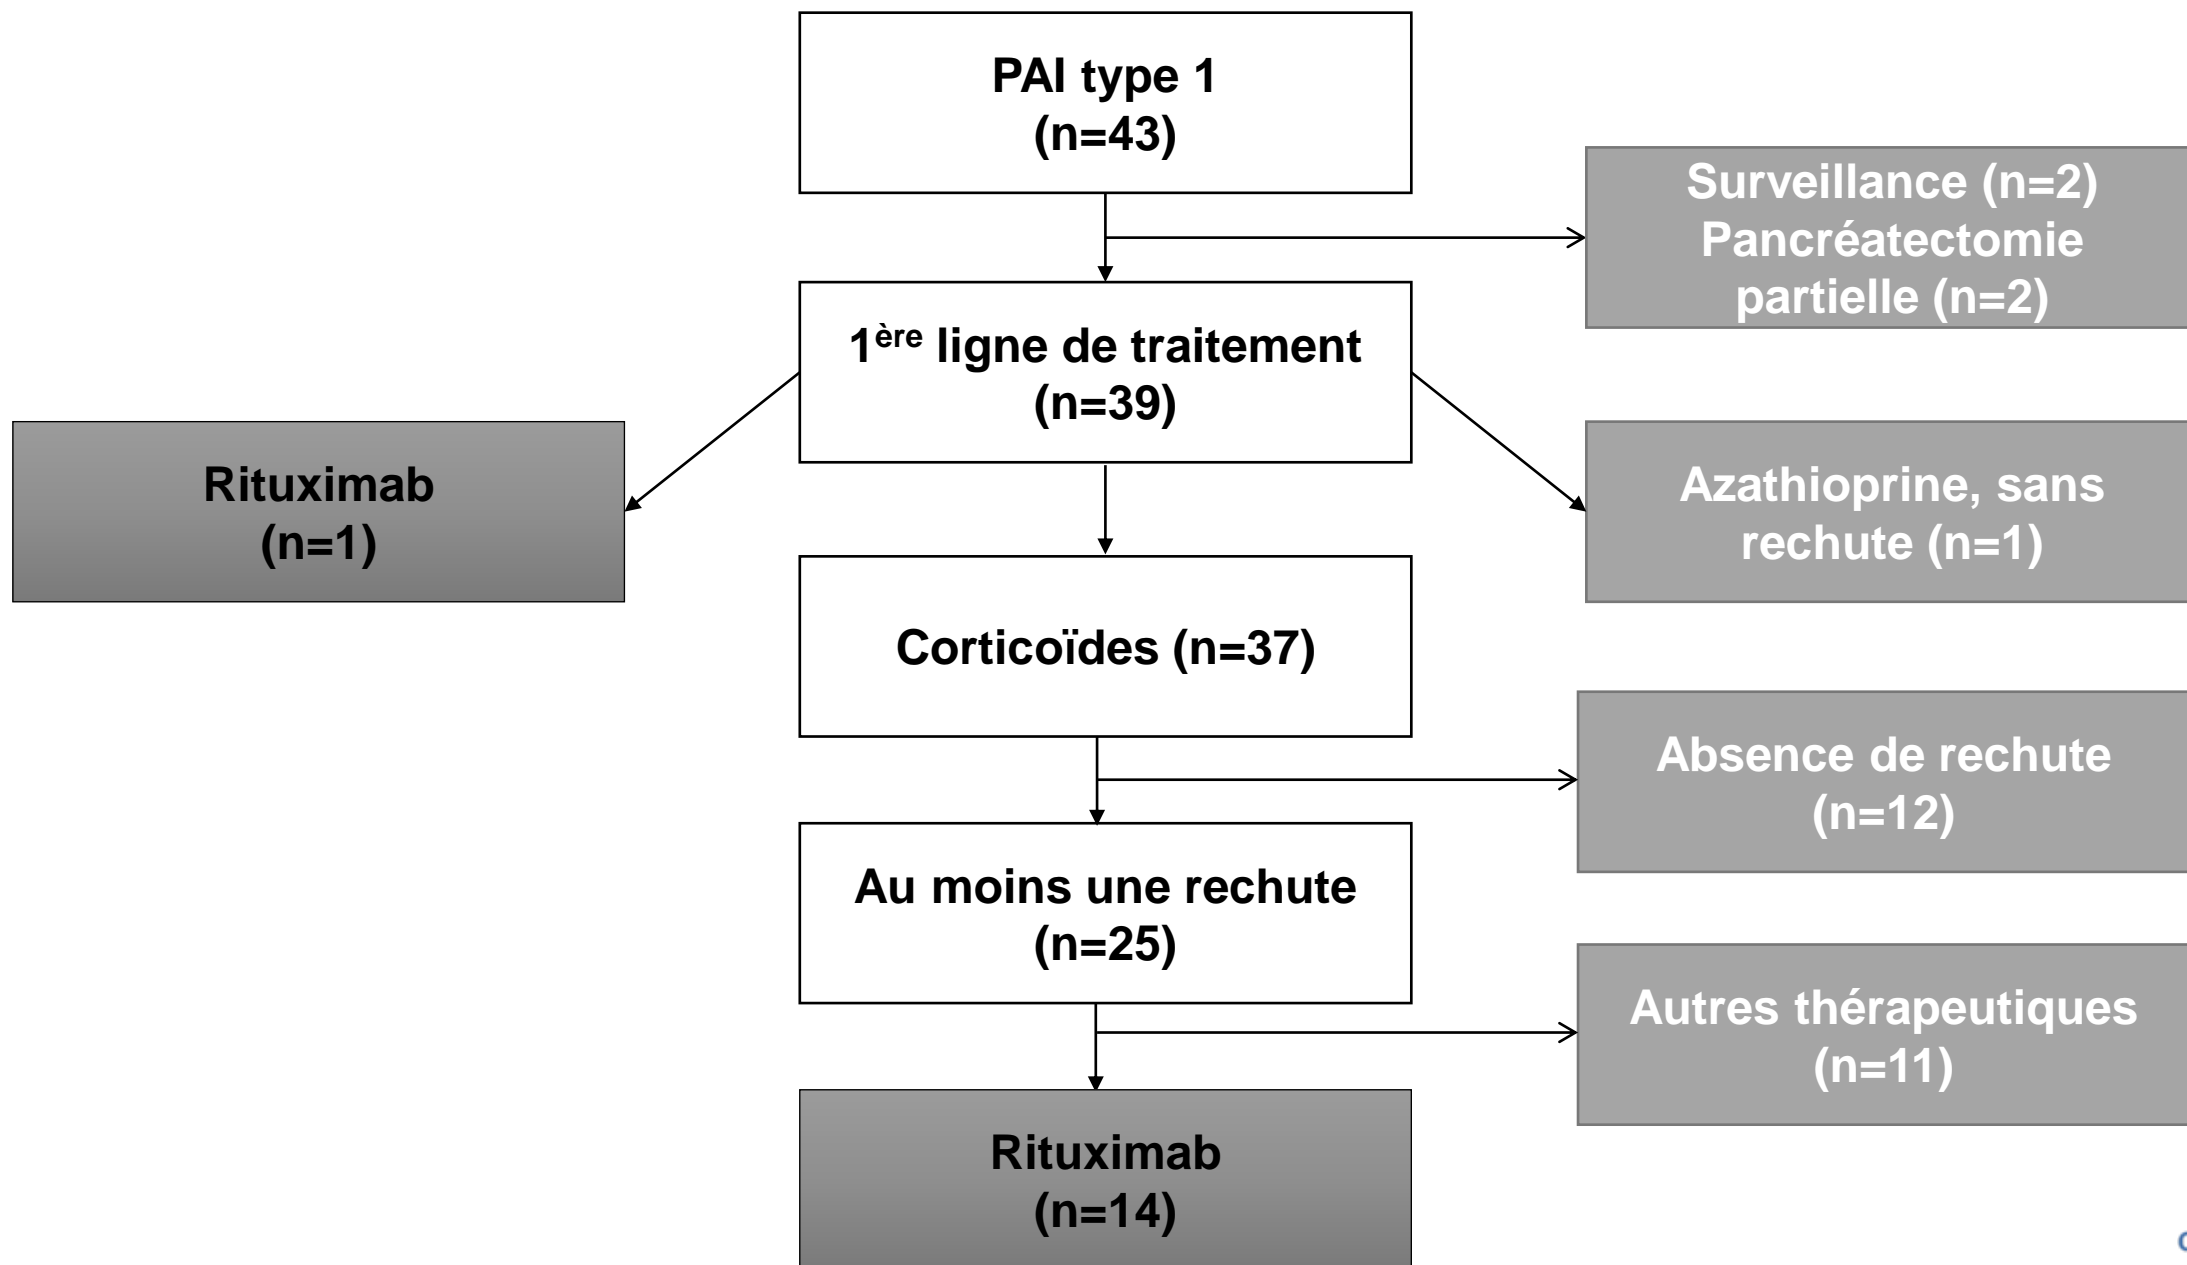 PAI type 1
(n=43)
Surveillance (n=2)
Pancréatectomie
partielle (n=2)
1ère ligne de traitement
(n=39)
Rituximab
(n=1)
Azathioprine, sans
rechute (n=1)
Corticoïdes (n=37)
Absence de rechute
(n=12)
Au moins une rechute
(n=25)
Autres thérapeutiques
(n=11)
Rituximab
(n=14)